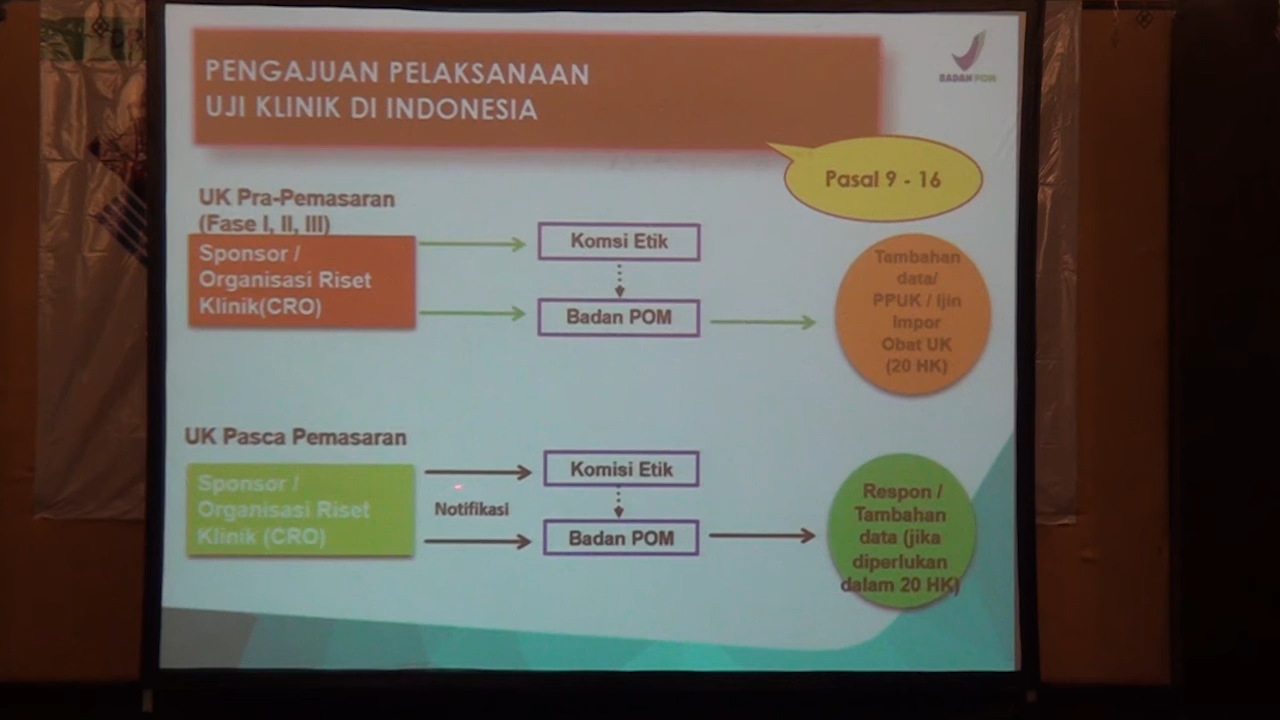 PENGAJUAN PELAKSANAAN
UJI KLINIK DI INDONESIA
BADAN POM
Pasal 9 - 16
UK Pra-Pemasaran
(Fase I, II, III)
Sponsor /
Organisasi Riset
Klinik(CRO)
Komsi Etik
Badan POM
Tambahan
data/
PPUK / Ijin
Impor
Obat UK
(20 HK)
UK Pasca Pemasaran
Sponsor /
Organisasi Riset
Klinik (CRO)
Notifikasi
Komisi Etik
Badan POM
Respon /
Tambahan
data (jika
diperlukan
dalam 20 HK)